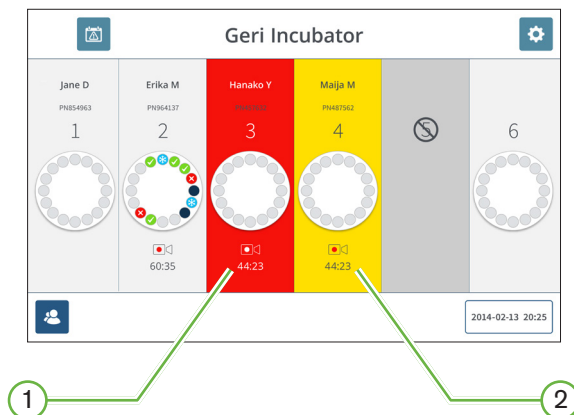 Geri Incubator
Jane D
PN854963
1
Erika M
PN964137
2
60:35
Hanako Y
3
44:23
Maija M
PN487562
4
44:23
5
6
2014-02-13 20:25
1
2